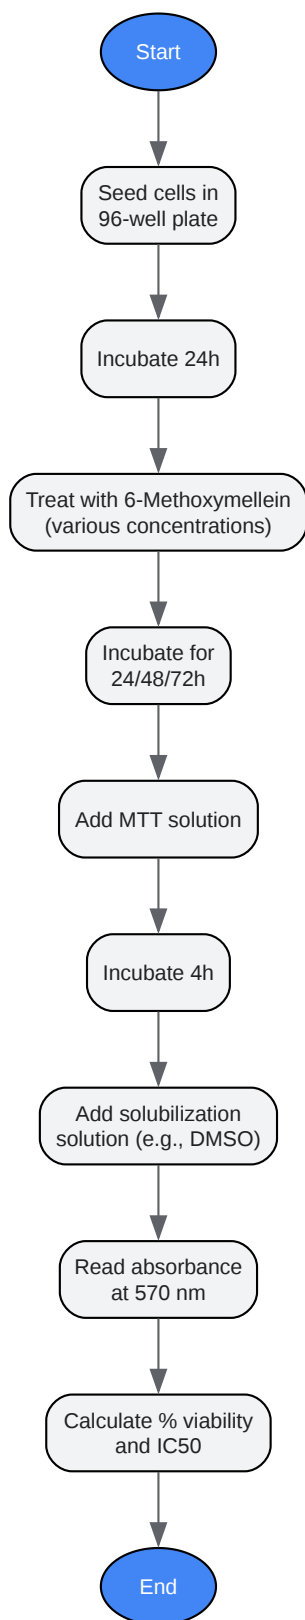 Start
Seed cells in
96-well plate
Incubate 24h
Treat with 6-Methoxymellein
(various concentrations)
Incubate for
24/48/72h
Add MTT solution
Incubate 4h
Add solubilization
solution (e.g., DMSO)
Read absorbance
at 570 nm
Calculate % viability
and IC50
End